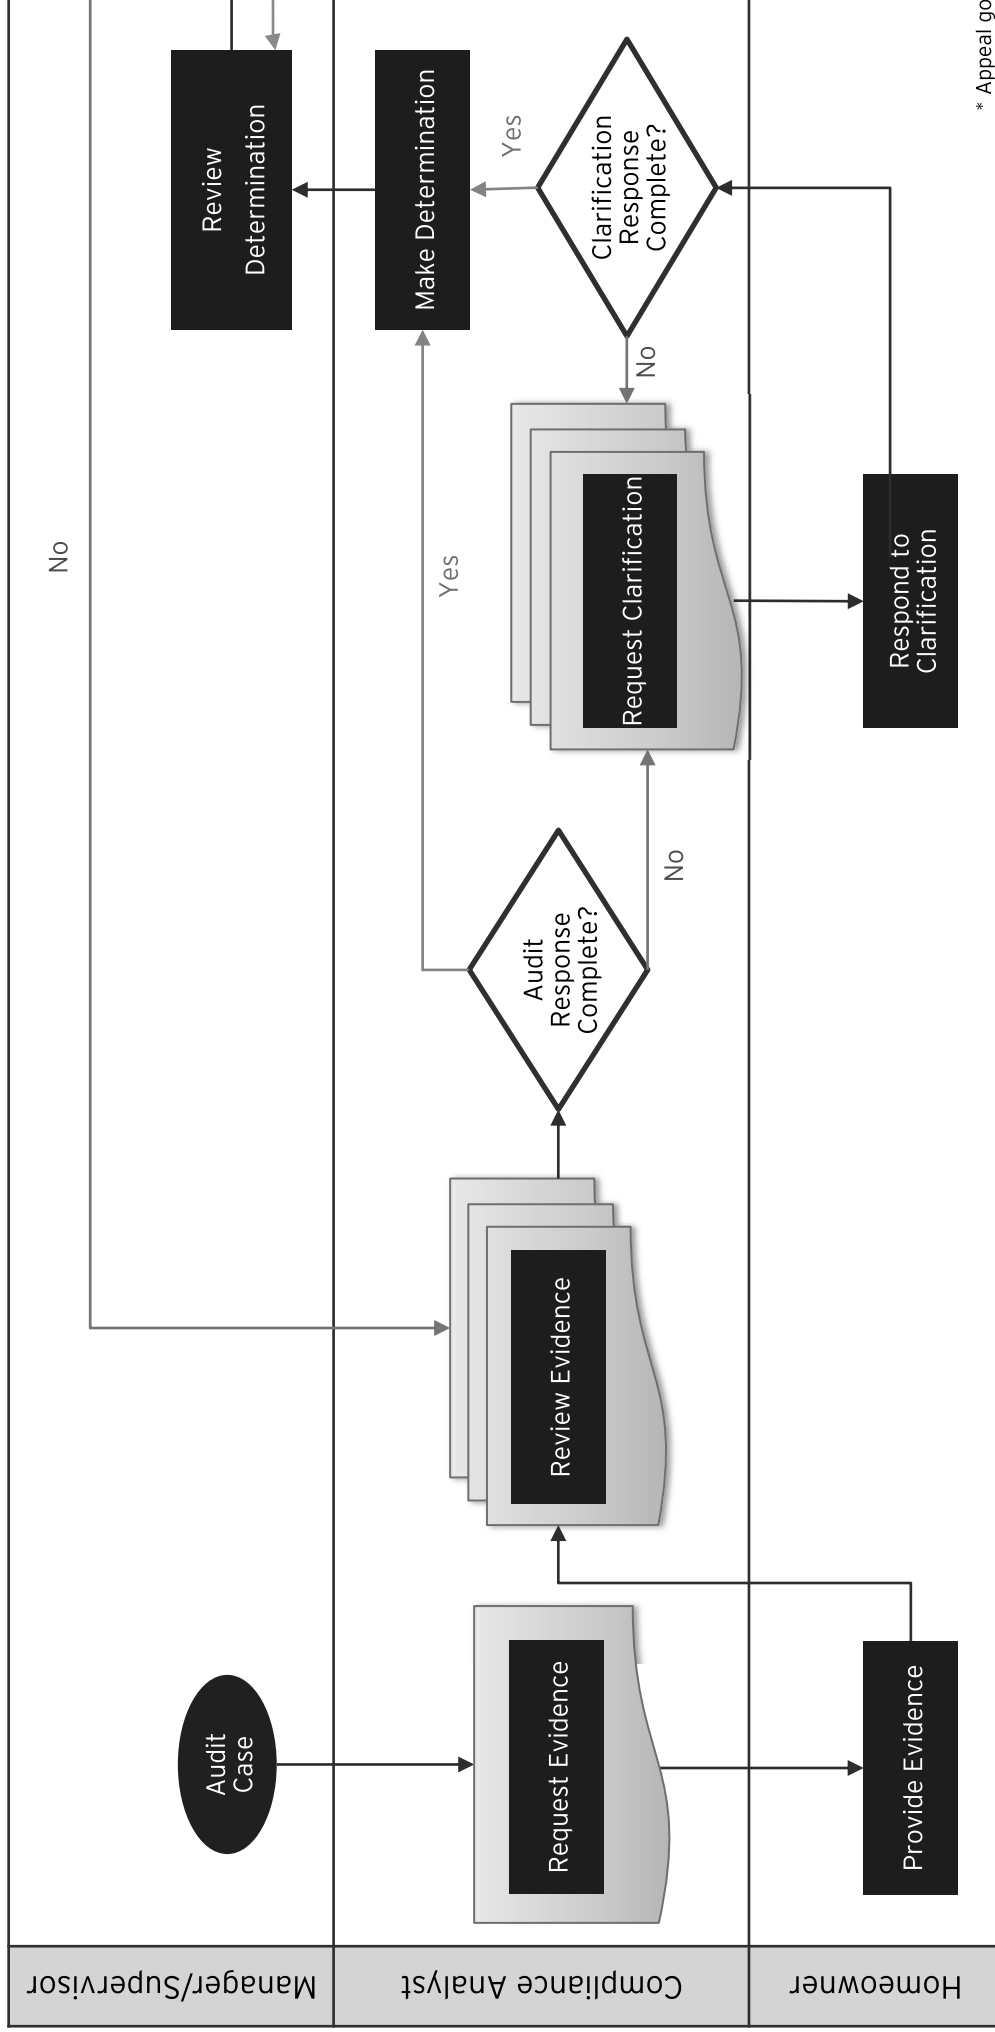 Manager/Supervisor
Compliance Analyst
Homeowner
Audit
Case
Request Evidence
Provide Evidence
Review Evidence
Audit
Response
Complete?
No
Yes
No
Request Clarification
Respond to
Clarification
No
Clarification
Response
Complete?
Yes
Make Determination
Review
Determination
* Appeal go